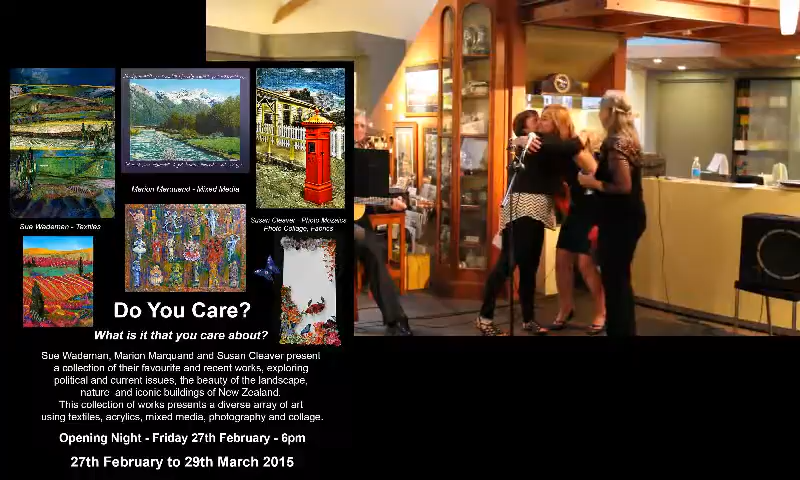 Marion Marquand - Mixed Media
Susan Cleaver - Photo Mozaics
Photo Collage, Fabrics
Sue Wademan - Textiles
Do You Care?
What is it that you care about?
Sue Wademan, Marion Marquand and Susan Cleaver present
a collection of their favourite and recent works, exploring
political and current issues, the beauty of the landscape,
nature and iconic buildings of New Zealand.
This collection of works presents a diverse array of art
using textiles, acrylics, mixed media, photography and collage.
Opening Night - Friday 27th February - 6pm
27th February to 29th March 2015